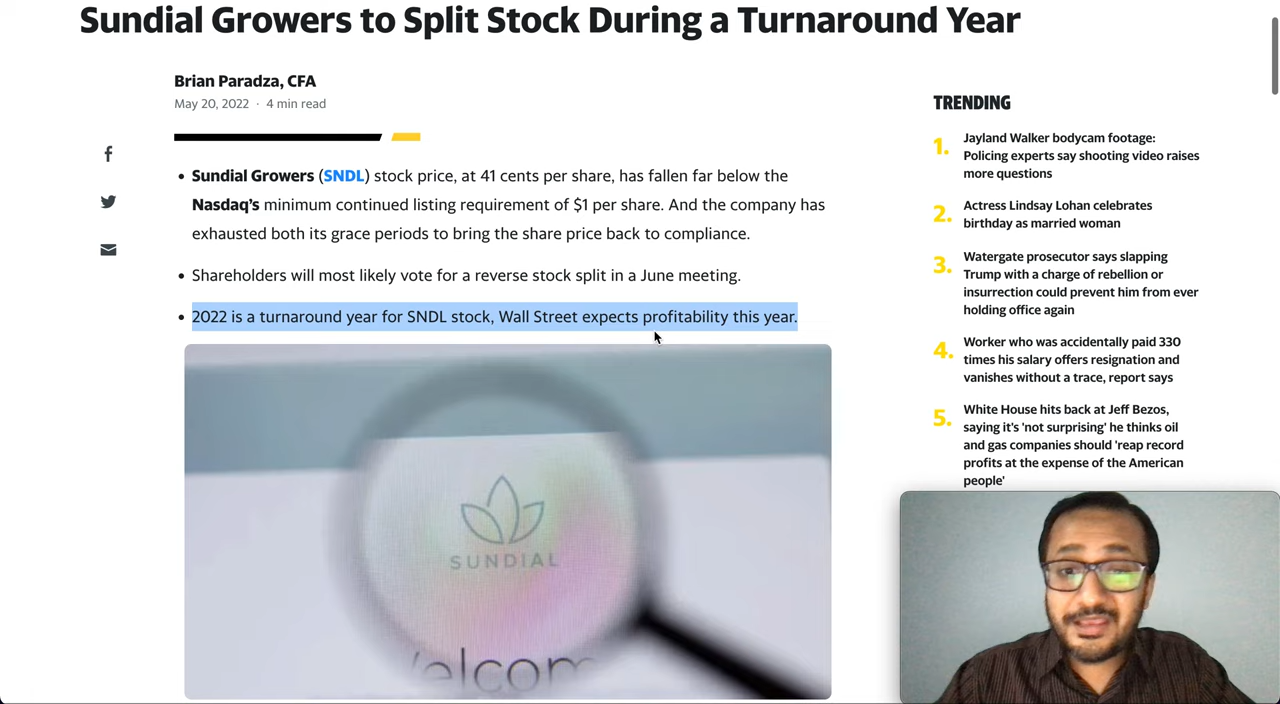 Sundial Growers to Split Stock During a Turnaround Year
Brian Paradza, CFA
May 20, 2022 · 4 min read
• Sundial Growers (SNDL) stock price, at 41 cents per share, has fallen far below the
Nasdaq's minimum continued listing requirement of $1 per share. And the company has
exhausted both its grace periods to bring the share price back to compliance.
• Shareholders will most likely vote for a reverse stock split in a June meeting.
• 2022 is a turnaround year for SNDL stock, Wall Street expects profitability this year.
SUNDIAL
Welcom
TRENDING
1. Jayland Walker bodycam footage:
Policing experts say shooting video raises
more questions
2. Actress Lindsay Lohan celebrates
birthday as married woman
3. Watergate prosecutor says slapping
Trump with a charge of rebellion or
insurrection could prevent him from ever
holding office again
4. Worker who was accidentally paid 330
times his salary offers resignation and
vanishes without a trace, report says
5. White House hits back at Jeff Bezos,
saying it's 'not surprising' he thinks oil
and gas companies should 'reap record
profits at the expense of the American
people'